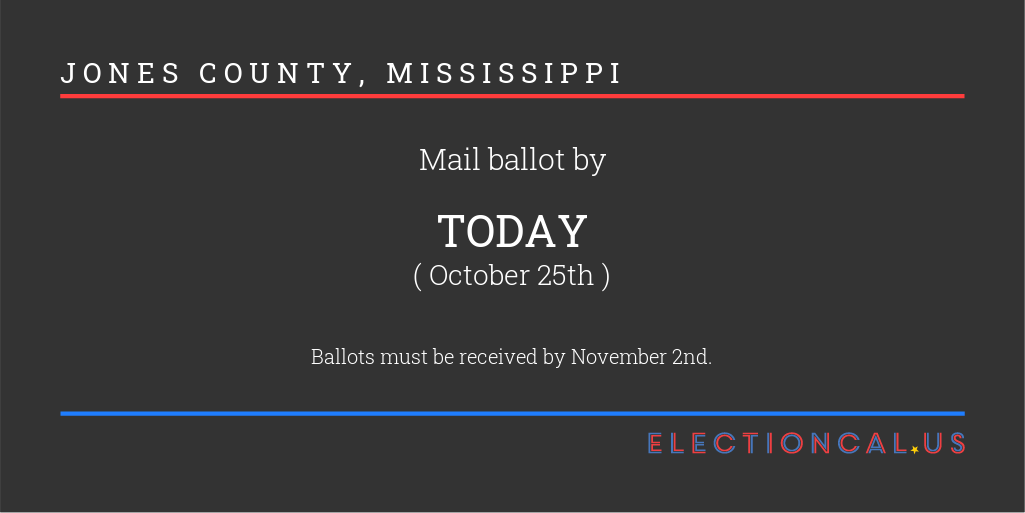 JONES COUNTY, MISSISSIPPI
Mail ballot by
TODAY
( October 25th )
Ballots must be received by November 2nd.
ELECTIONCAL.US